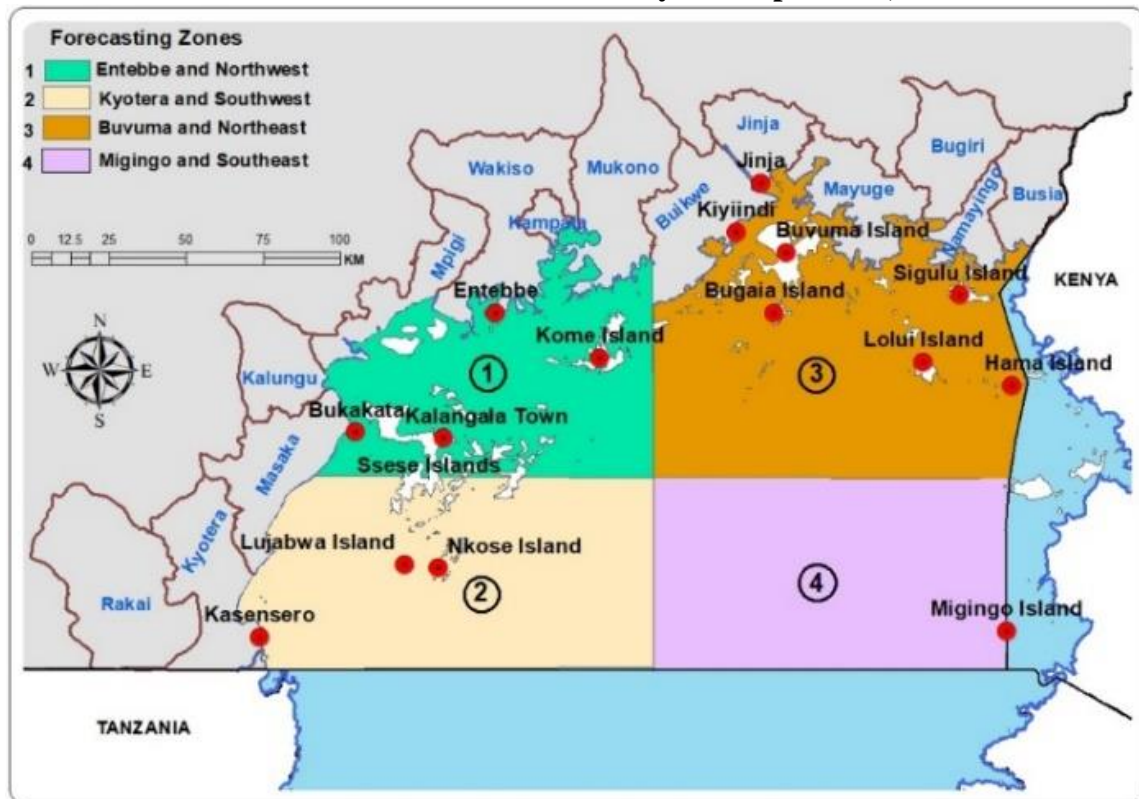 Forecasting Zones
1 Entebbe and Northwest
2 Kyotera and Southwest
3 Buvuma and Northeast
4 Migingo and Southeast
0 12.5 25 50 75 100
KM
N
W E
S
Jinja
Bugiri
Wakiso
Mukono
Jinja
Buikwe
Mayuge
Namayingo
Busia
Kampala
Kiyiindi
Mpigi
Buvuma Island
Entebbe
Bugaia Island
Sigulu Island
KENYA
Kome Island
Lolui Island
Hama Island
1
3
Kalungu
Bukakata
Kalangala Town
Masaka
Ssese Islands
Kyotera
Lujabwa Island
Nkose Island
2
4
Rakai
Kasensero
Migingo Island
TANZANIA